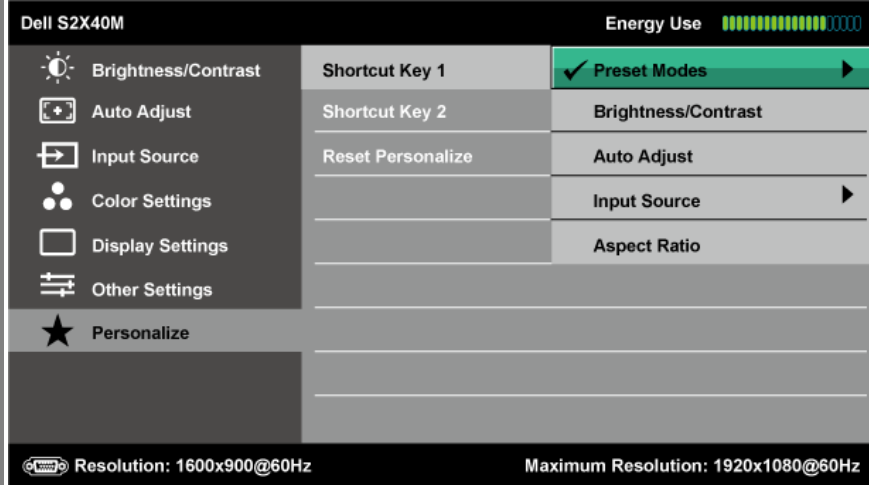 Dell S2X40M Energy Use
Brightness/Contrast Shortcut Key 1 Preset Modes
Auto Adjust Shortcut Key 2 Brightness/Contrast
Input Source Reset Personalize Auto Adjust
Color Settings Input Source
Display Settings Aspect Ratio
Other Settings
Personalize
Resolution: 1600x900@60Hz Maximum Resolution: 1920x1080@60Hz